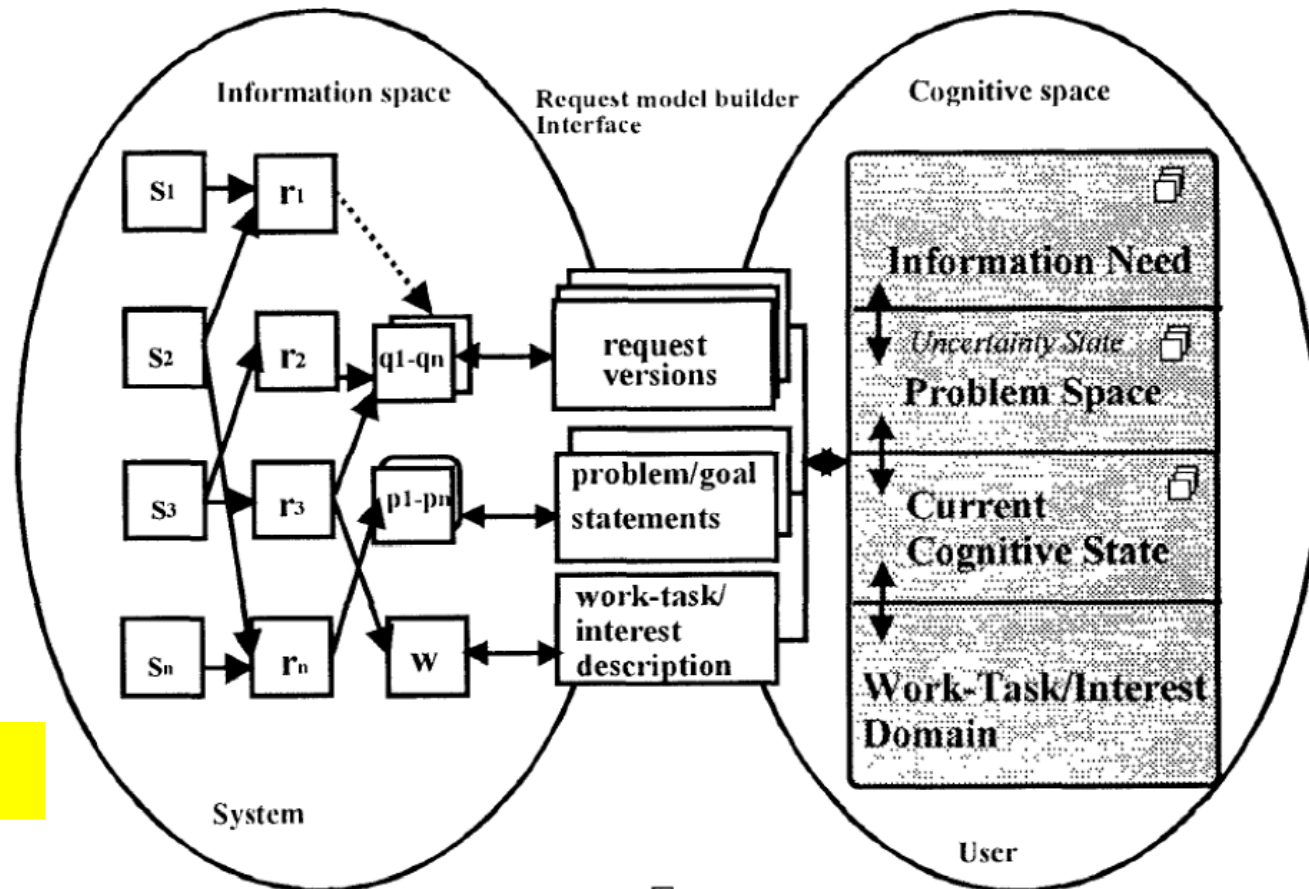 Information space
Request model builder
Interface
Cognitive space
s1
r1
s2
r2
q1-qn
s3
r3
p1-pn
sn
rn
w
request
versions
problem/goal
statements
work-task/
interest
description
Information Need
Uncertainty State
Problem Space
Current
Cognitive State
Work-Task/Interest
Domain
System
User